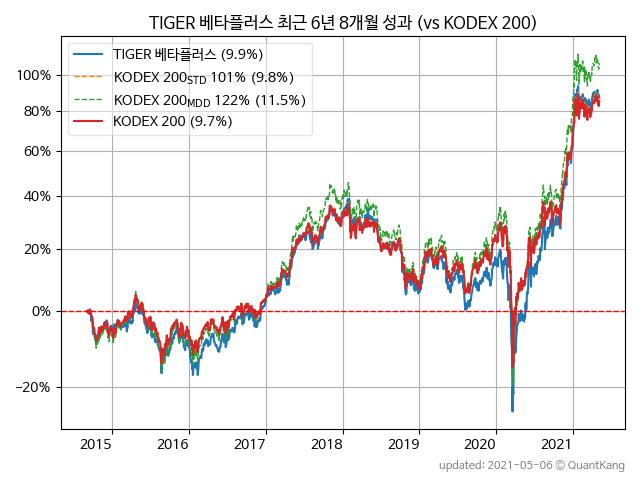 TIGER 베타플러스 최근 6년 8개월 성과 (vs KODEX 200)
TIGER 베타플러스 (9.9%)
KODEX 200STD 101% (9.8%)
KODEX 200MDD 122% (11.5%)
KODEX 200 (9.7%)
100%
80%
60%
40%
20%
0%
−20%
2015 2016 2017 2018 2019 2020 2021
updated: 2021-05-06 © QuantKang